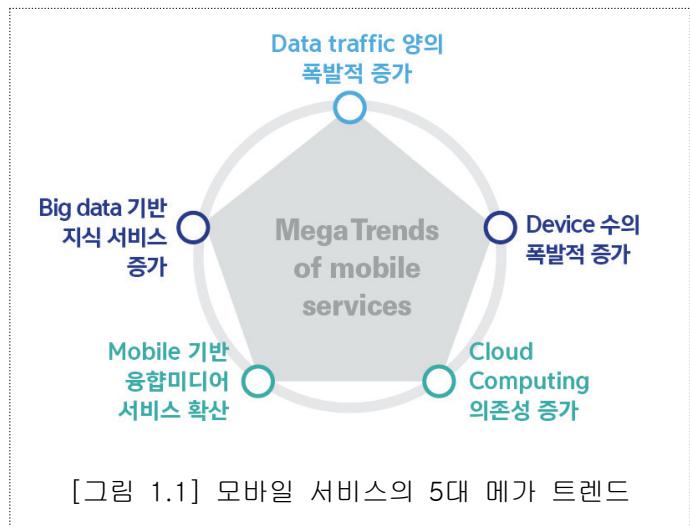 Data traffic 양의
폭발적 증가
Big data 기반
지식 서비스
증가
MegaTrends
of mobile
services
Device 수의
폭발적 증가
Mobile 기반
융햡미디어
서비스 확산
Cloud
Computing
의존성 증가
[그림 1.1] 모바일 서비스의 5대 메가 트렌드